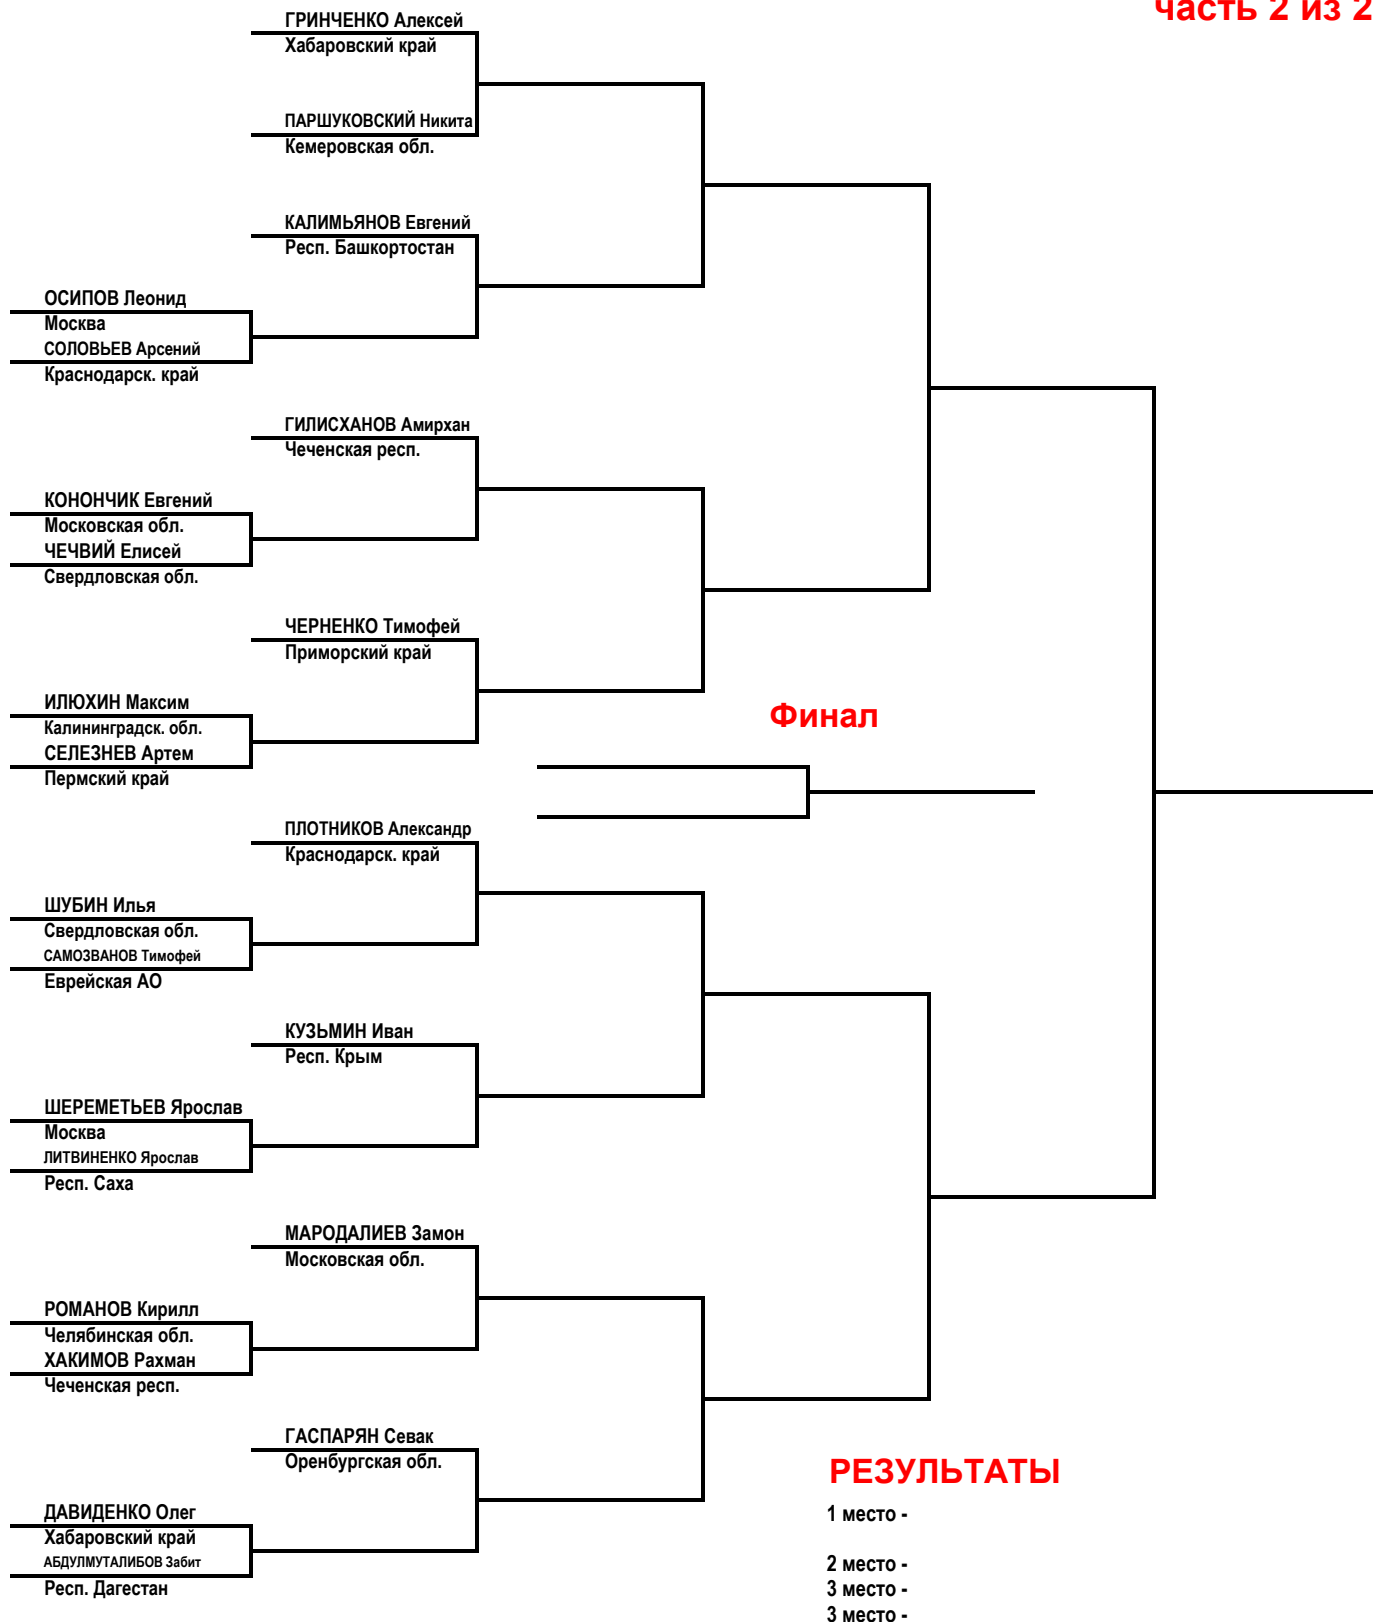 часть 2 из 2
ГРИНЧЕНКО Алексей
Хабаровский край
ПАРШУКОВСКИЙ Никита
Кемеровская обл.
КАЛИМЬЯНОВ Евгений
Респ. Башкортостан
ОСИПОВ Леонид
Москва
СОЛОВЬЕВ Арсений
Краснодарск. край
ГИЛИСХАНОВ Амирхан
Чеченская респ.
КОНОНЧИК Евгений
Московская обл.
ЧЕЧВИЙ Елисей
Свердловская обл.
ЧЕРНЕНКО Тимофей
Приморский край
ИЛЮХИН Максим
Калининградск. обл.
СЕЛЕЗНЕВ Артем
Пермский край
Финал
ПЛОТНИКОВ Александр
Краснодарск. край
ШУБИН Илья
Свердловская обл.
САМОЗВАНОВ Тимофей
Еврейская АО
КУЗЬМИН Иван
Респ. Крым
ШЕРЕМЕТЬЕВ Ярослав
Москва
ЛИТВИНЕНКО Ярослав
Респ. Саха
МАРОДАЛИЕВ Замон
Московская обл.
РОМАНОВ Кирилл
Челябинская обл.
ХАКИМОВ Рахман
Чеченская респ.
ГАСПАРЯН Севак
Оренбургская обл.
ДАВИДЕНКО Олег
Хабаровский край
АБДУЛМУТАЛИБОВ Забит
Респ. Дагестан
РЕЗУЛЬТАТЫ
1 место -
2 место -
3 место -
3 место -